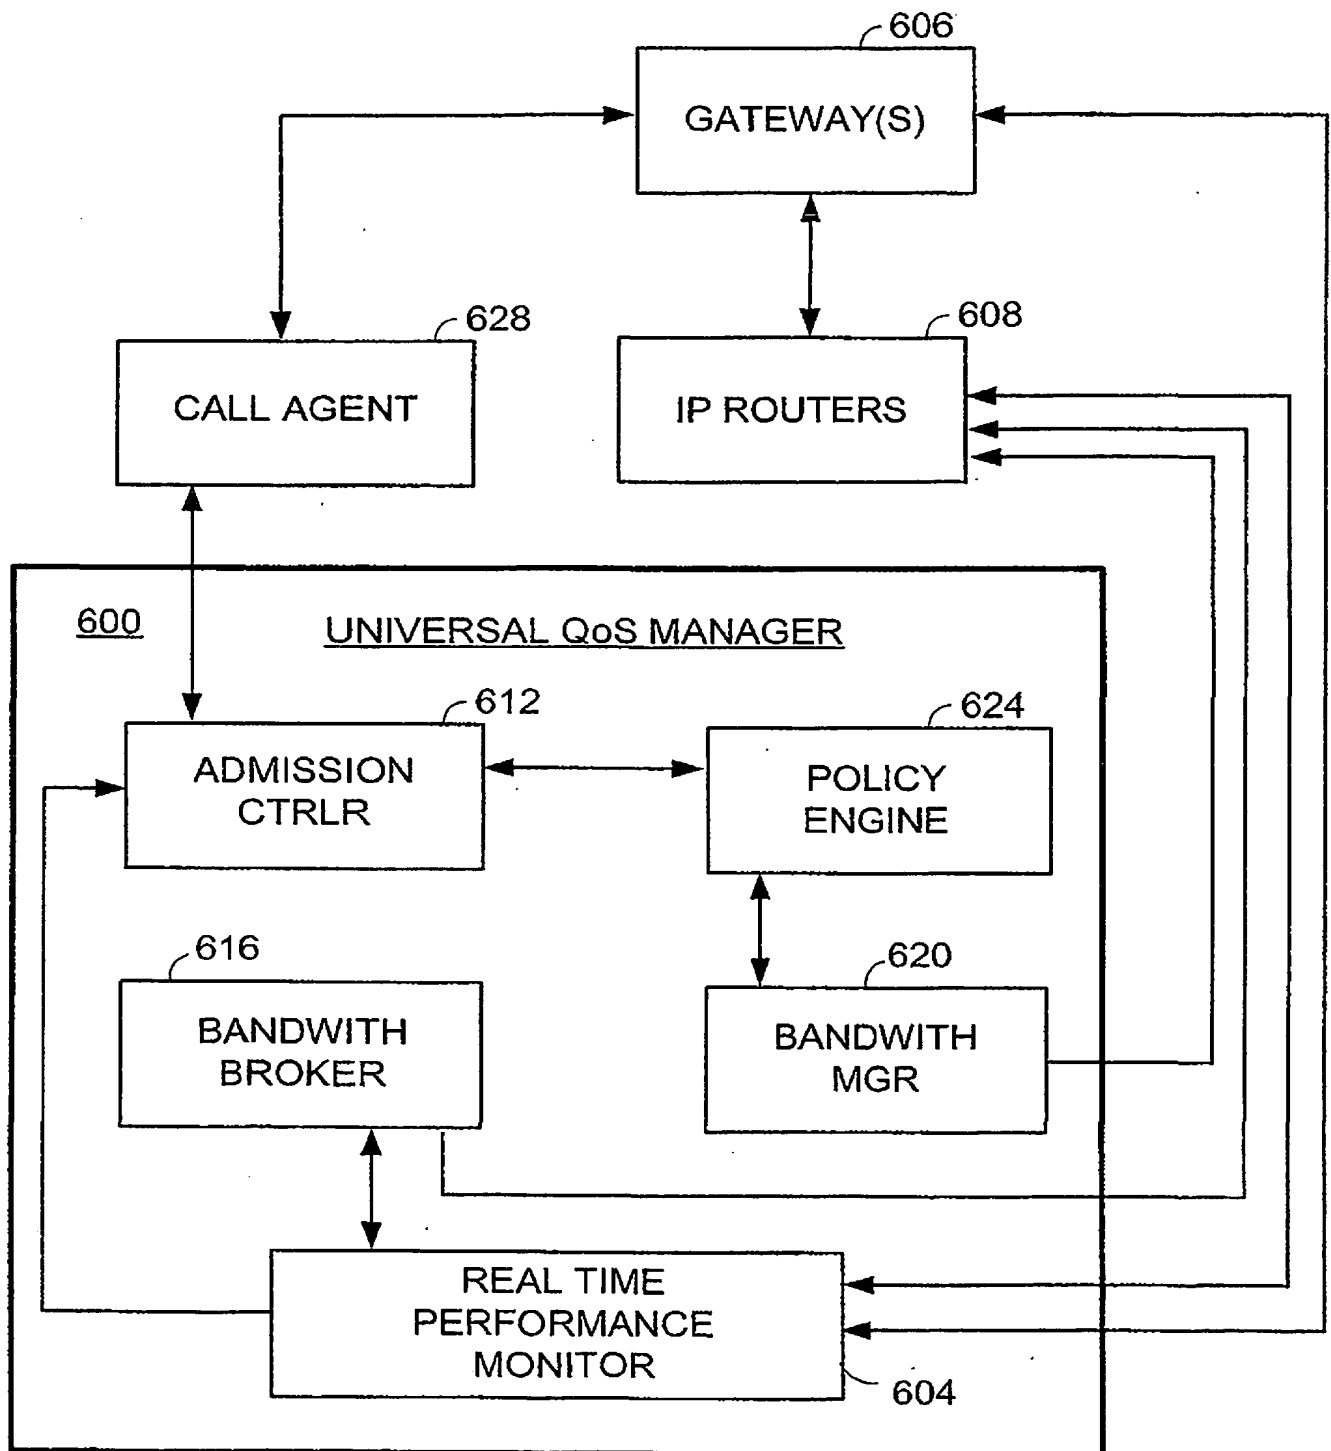 606
GATEWAY(S)
628
CALL AGENT
608
IP ROUTERS
600
UNIVERSAL QoS MANAGER
612
ADMISSION
CTRLR
624
POLICY
ENGINE
616
BANDWITH
BROKER
620
BANDWITH
MGR
REAL TIME
PERFORMANCE
MONITOR
604